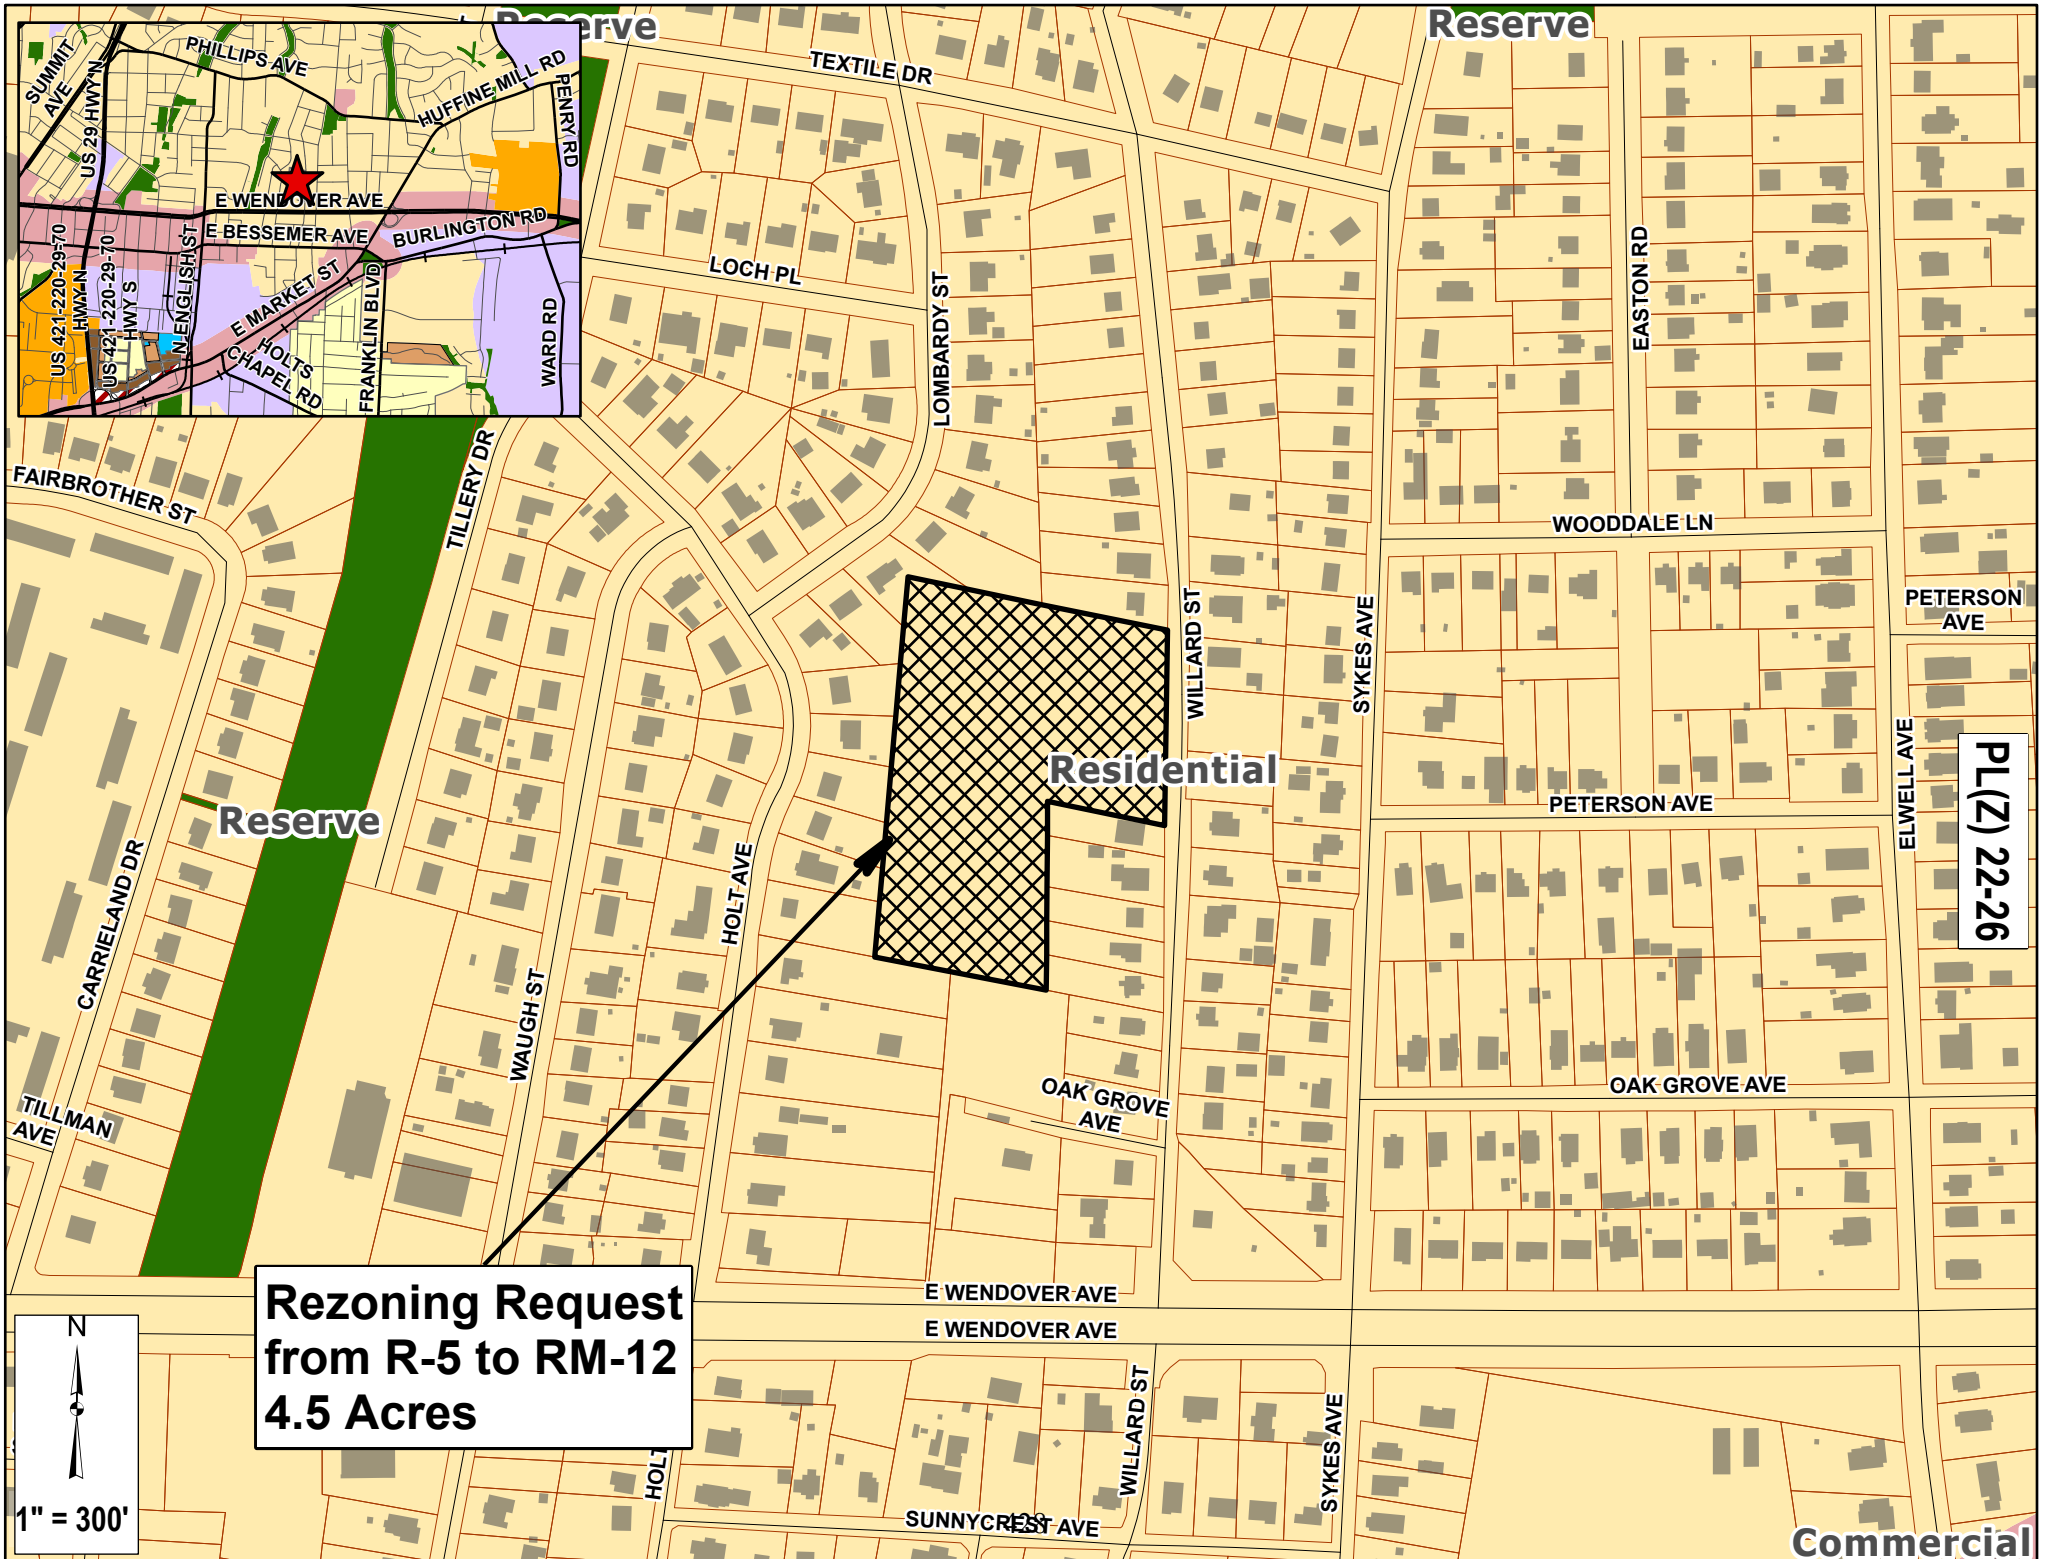 Reserve
Reserve
TEXTILE DR
SUMMIT
AVE
PHILLIPS AVE
US 29 HWY N
HUFFINE MILL RD
PENRY RD
E WENDOVER AVE
E BESSEMER AVE
BURLINGTON RD
US 421-220-29-70
HWY N
US 421-220-29-70
HWY S
N ENGLISH ST
E MARKET ST
HOLTS
CHAPEL RD
FRANKLIN BLVD
WARD RD
LOCH PL
LOMBARDY ST
EASTON RD
FAIRBROTHER ST
TILLERY DR
WOODDALE LN
WILLARD ST
SYKES AVE
PETERSON
AVE
Residential
Reserve
PETERSON AVE
ELWELL AVE
PL(Z) 22-26
CARRIELAND DR
HOLT AVE
WAUGH ST
OAK GROVE
AVE
OAK GROVE AVE
TILLMAN
AVE
Rezoning Request
from R-5 to RM-12
4.5 Acres
E WENDOVER AVE
E WENDOVER AVE
N
1" = 300'
HOLT
WILLARD ST
SYKES AVE
SUNNYCREST AVE
428
Commercial